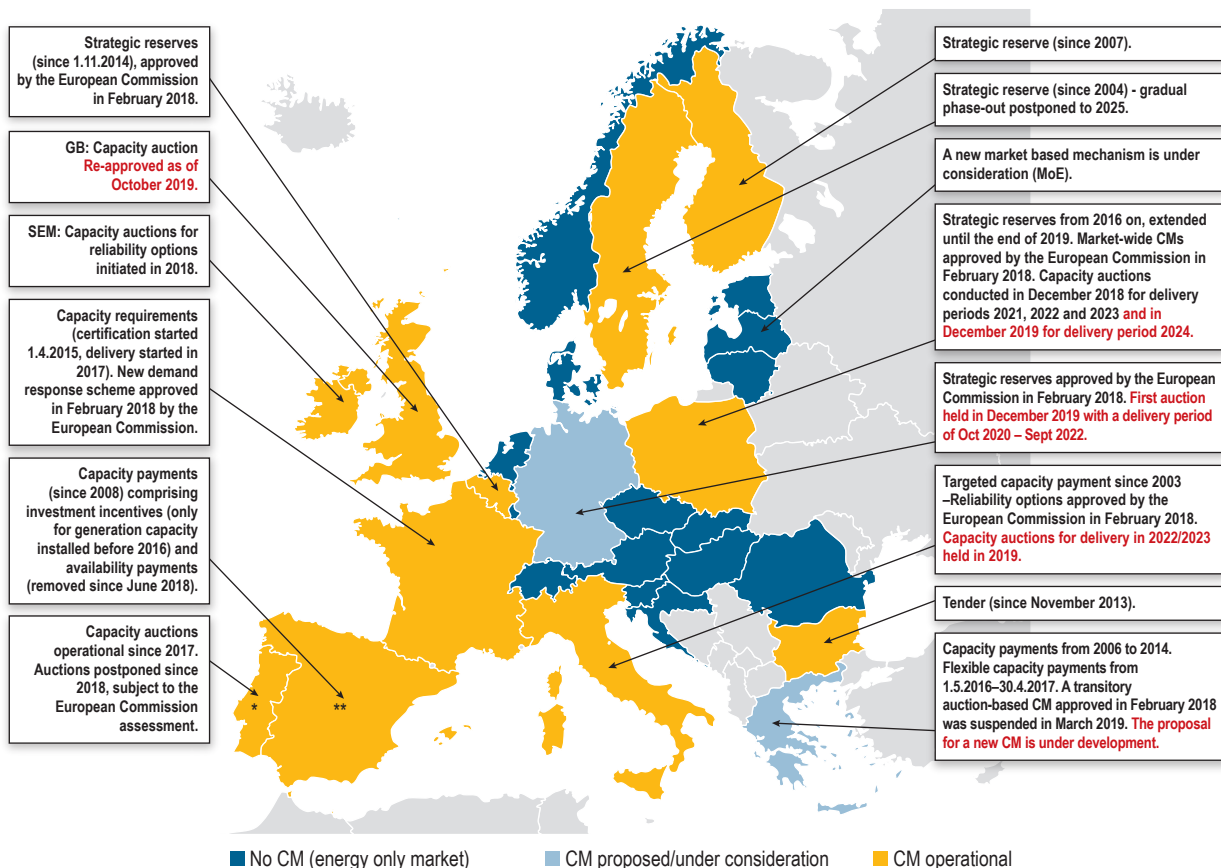 Strategic reserves
(since 1.11.2014), approved
by the European Commission
in February 2018.
GB: Capacity auction
Re-approved as of
October 2019.
SEM: Capacity auctions for
reliability options
initiated in 2018.
Capacity requirements
(certification started
1.4.2015, delivery started in
2017). New demand
response scheme approved
in February 2018 by the
European Commission.
Capacity payments
(since 2008) comprising
investment incentives (only
for generation capacity
installed before 2016) and
availability payments
(removed since June 2018).
Capacity auctions
operational since 2017.
Auctions postponed since
2018, subject to the
European Commission
assessment.
*
**
Strategic reserve (since 2007).
Strategic reserve (since 2004) - gradual
phase-out postponed to 2025.
A new market based mechanism is under
consideration (MoE).
Strategic reserves from 2016 on, extended
until the end of 2019. Market-wide CMs
approved by the European Commission in
February 2018. Capacity auctions
conducted in December 2018 for delivery
periods 2021, 2022 and 2023 and in
December 2019 for delivery period 2024.
Strategic reserves approved by the European
Commission in February 2018. First auction
held in December 2019 with a delivery period
of Oct 2020 – Sept 2022.
Targeted capacity payment since 2003
–Reliability options approved by the
European Commission in February 2018.
Capacity auctions for delivery in 2022/2023
held in 2019.
Tender (since November 2013).
Capacity payments from 2006 to 2014.
Flexible capacity payments from
1.5.2016–30.4.2017. A transitory
auction-based CM approved in February 2018
was suspended in March 2019. The proposal
for a new CM is under development.
No CM (energy only market)
CM proposed/under consideration
CM operational